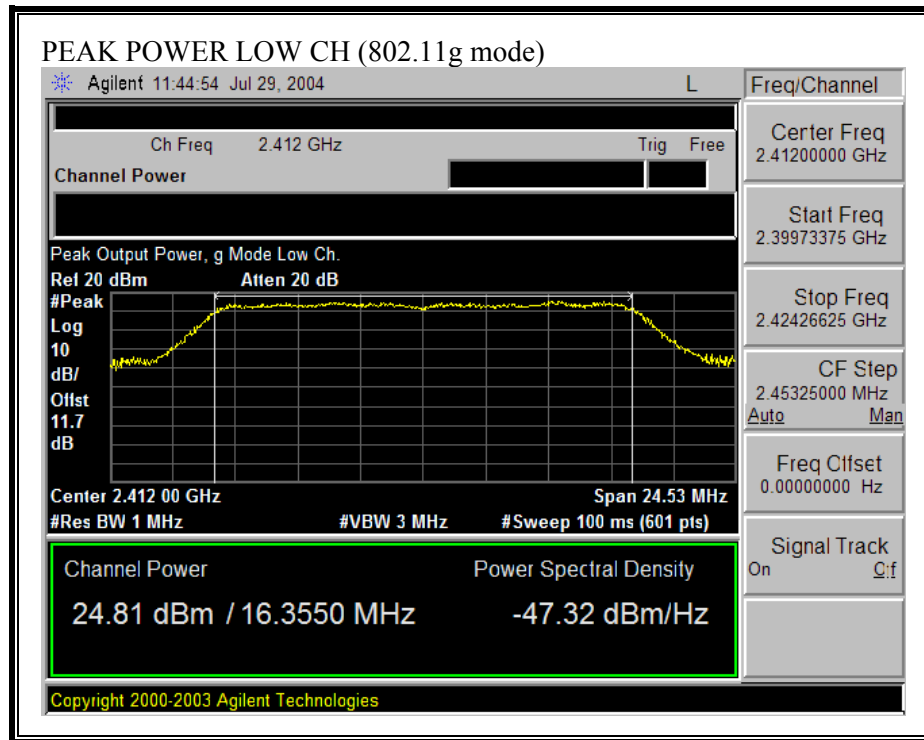 PEAK POWER LOW CH (802.11g mode)
Agilent 11:44:54 Jul 29, 2004 L
Freq/Channel
Ch Freq 2.412 GHz Trig Free
Channel Power
Center Freq
2.41200000 GHz
Start Freq
2.39973375 GHz
Stop Freq
2.42426625 GHz
CF Step
2.45325000 MHz
Auto Man
Freq Offset
0.00000000 Hz
Signal Track
On Off
Peak Output Power, g Mode Low Ch.
Ref 20 dBm Atten 20 dB
#Peak
Log
10
dB/
Offst
11.7
dB
Center 2.412 00 GHz Span 24.53 MHz
#Res BW 1 MHz #VBW 3 MHz #Sweep 100 ms (601 pts)
Channel Power Power Spectral Density
24.81 dBm / 16.3550 MHz -47.32 dBm/Hz
Copyright 2000-2003 Agilent Technologies